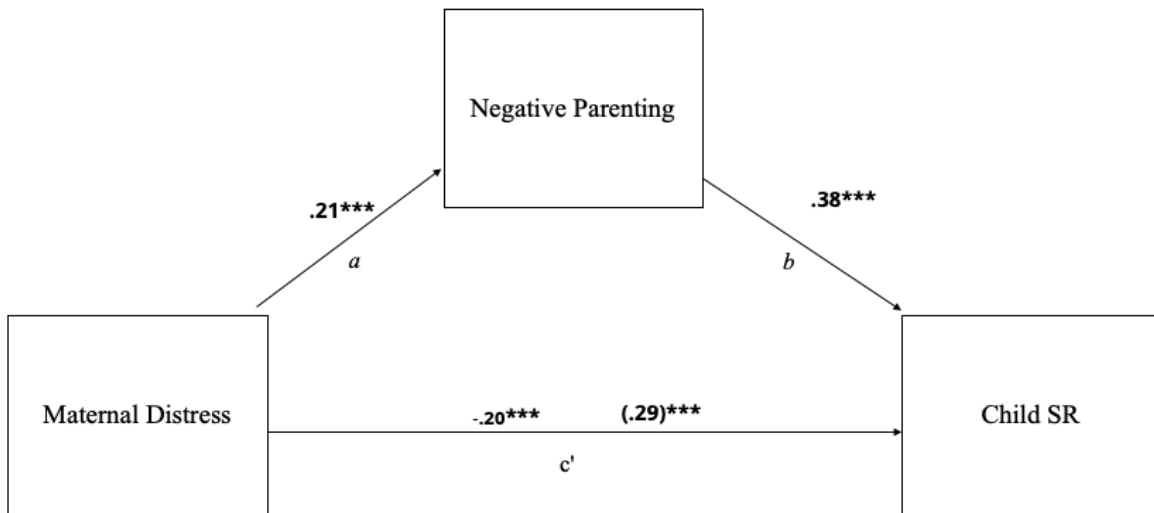 Negative Parenting
.21***
.38***
a
b
Maternal Distress
-.20***
(.29)***
Child SR
c'